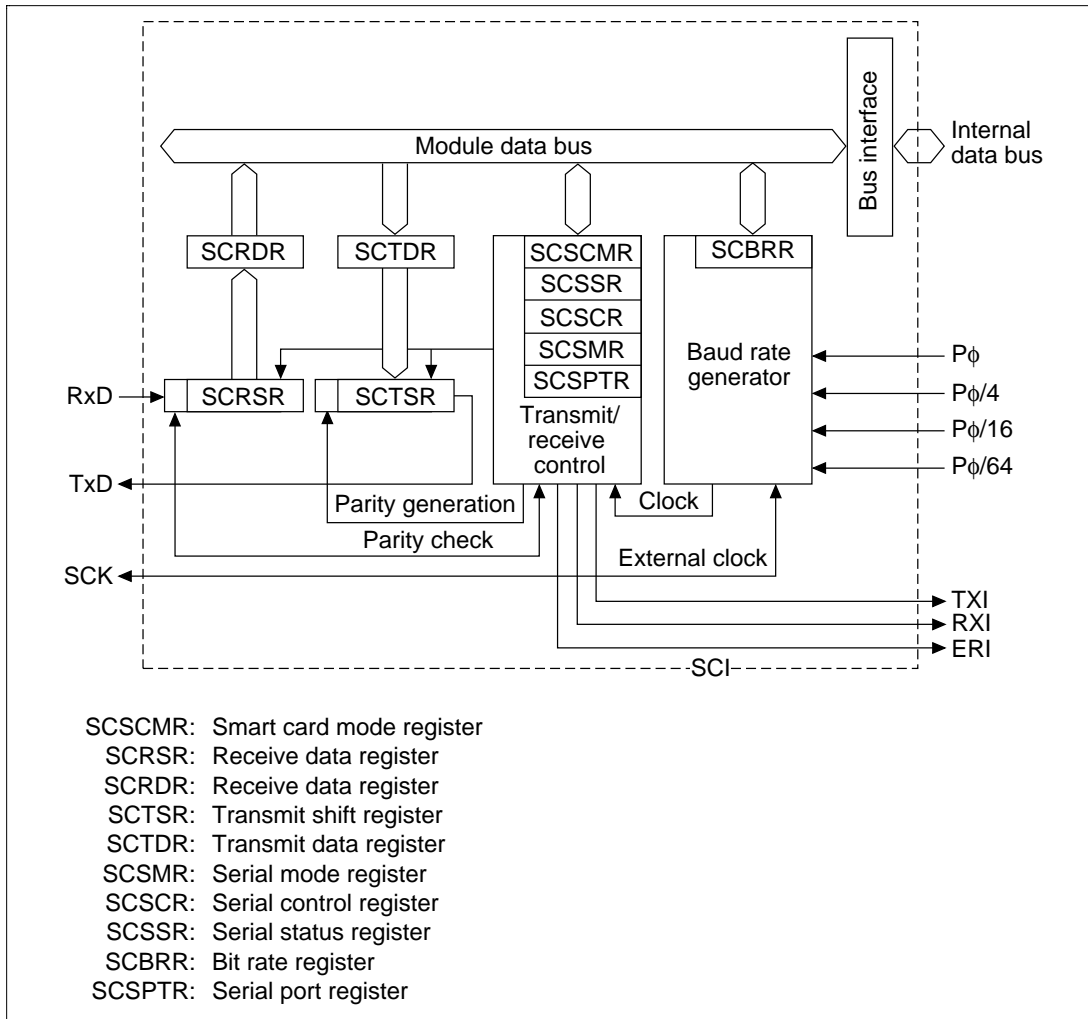 Bus interface
Internal
data bus
Module data bus
SCRDR
SCTDR
SCSCMR
SCSSR
SCSCR
SCSMR
SCSPTR
Transmit/
receive
control
SCBRR
Baud rate
generator
Pϕ
Pϕ/4
Pϕ/16
Pϕ/64
RxD
SCRSR
SCTSR
TxD
Parity generation
Clock
Parity check
External clock
SCK
TXI
RXI
ERI
SCI
SCSCMR: Smart card mode register
SCRSR: Receive data register
SCRDR: Receive data register
SCTSR: Transmit shift register
SCTDR: Transmit data register
SCSMR: Serial mode register
SCSCR: Serial control register
SCSSR: Serial status register
SCBRR: Bit rate register
SCSPTR: Serial port register